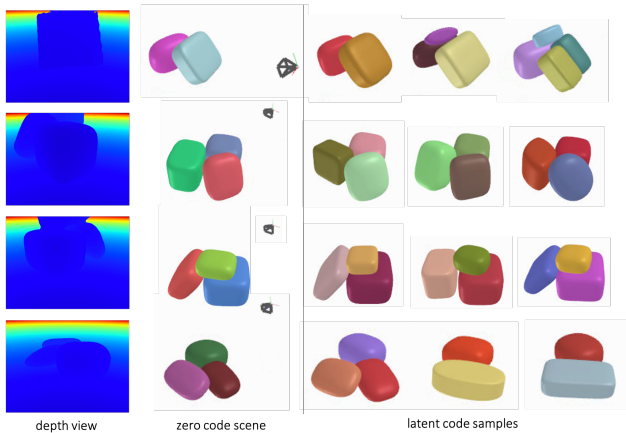 depth view
zero code scene
latent code samples